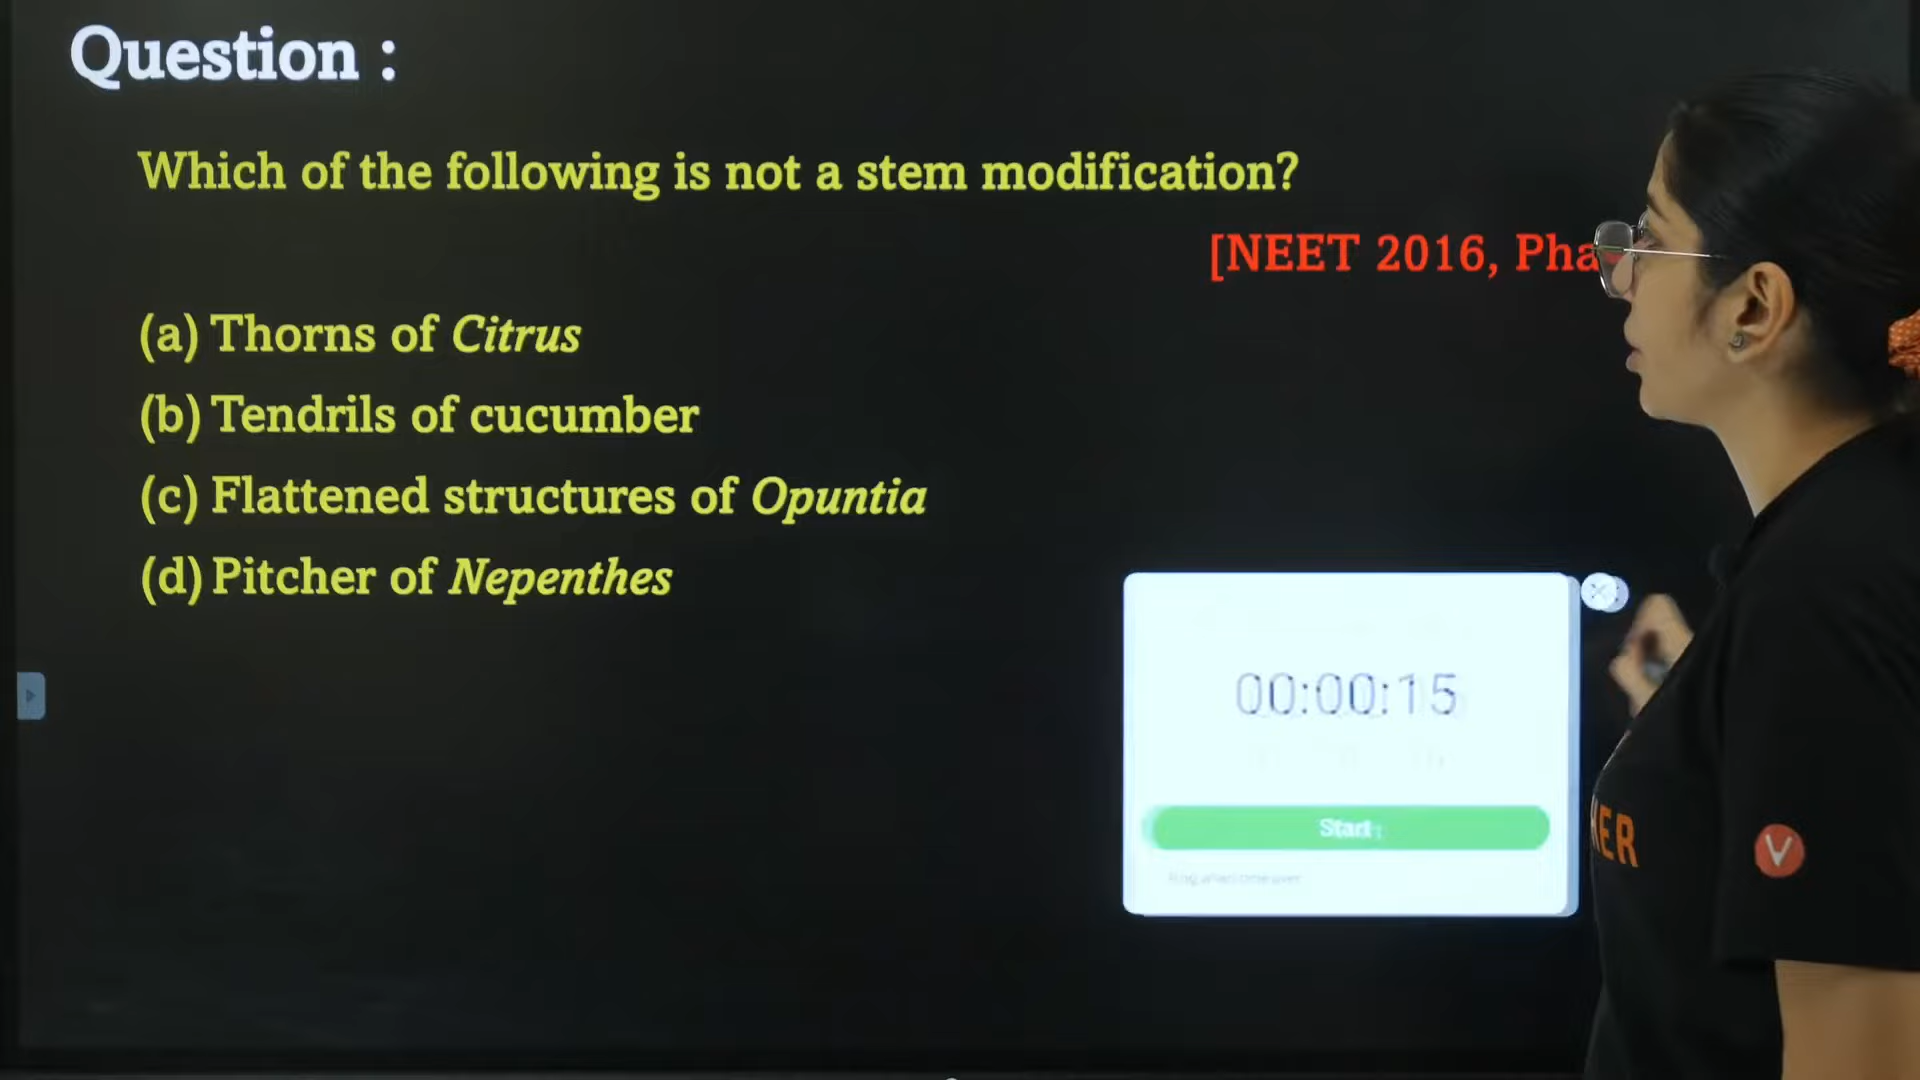 Question :
Which of the following is not a stem modification?
[NEET 2016, Pha
(a) Thorns of Citrus
(b) Tendrils of cucumber
(c) Flattened structures of Opuntia
(d) Pitcher of Nepenthes
00:00:15
Start
HER
V